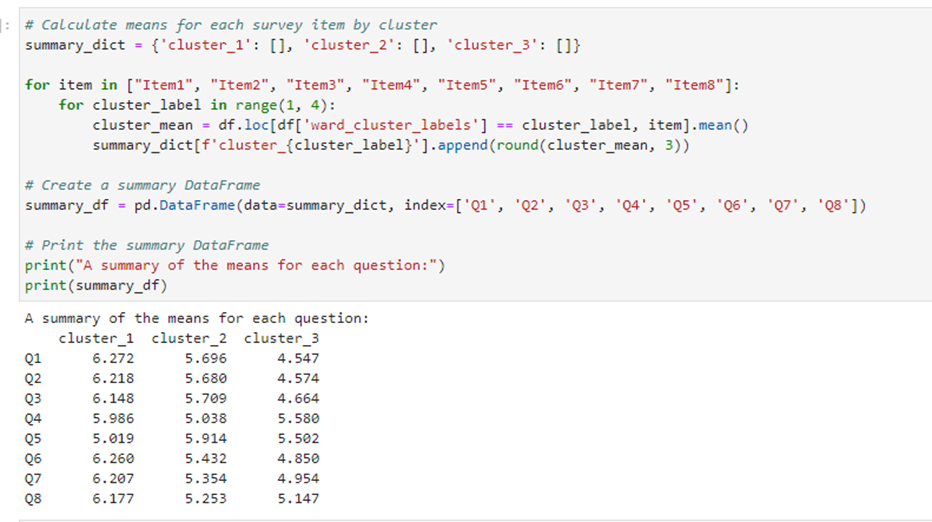 ]: # Calculate means for each survey item by cluster
summary_dict = {'cluster_1': [], 'cluster_2': [], 'cluster_3': []}
for item in ["Item1", "Item2", "Item3", "Item4", "Item5", "Item6", "Item7", "Item8"]:
    for cluster_label in range(1, 4):
        cluster_mean = df.loc[df['ward_cluster_labels'] == cluster_label, item].mean()
        summary_dict[f'cluster_{cluster_label}'].append(round(cluster_mean, 3))
# Create a summary DataFrame
summary_df = pd.DataFrame(data=summary_dict, index=['Q1', 'Q2', 'Q3', 'Q4', 'Q5', 'Q6', 'Q7', 'Q8'])
# Print the summary DataFrame
print("A summary of the means for each question:")
print(summary_df)
A summary of the means for each question:
    cluster_1  cluster_2  cluster_3
Q1      6.272      5.696      4.547
Q2      6.218      5.680      4.574
Q3      6.148      5.709      4.664
Q4      5.986      5.038      5.580
Q5      5.019      5.914      5.502
Q6      6.260      5.432      4.850
Q7      6.207      5.354      4.954
Q8      6.177      5.253      5.147